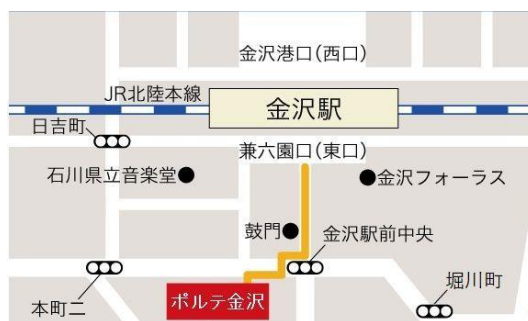 金沢港口(西口)
JR北陸本線
金沢駅
日吉町
兼六園口(東口)
石川県立音楽堂
金沢フォーラス
鼓門
金沢駅前中央
本町二
ポルテ金沢
堀川町